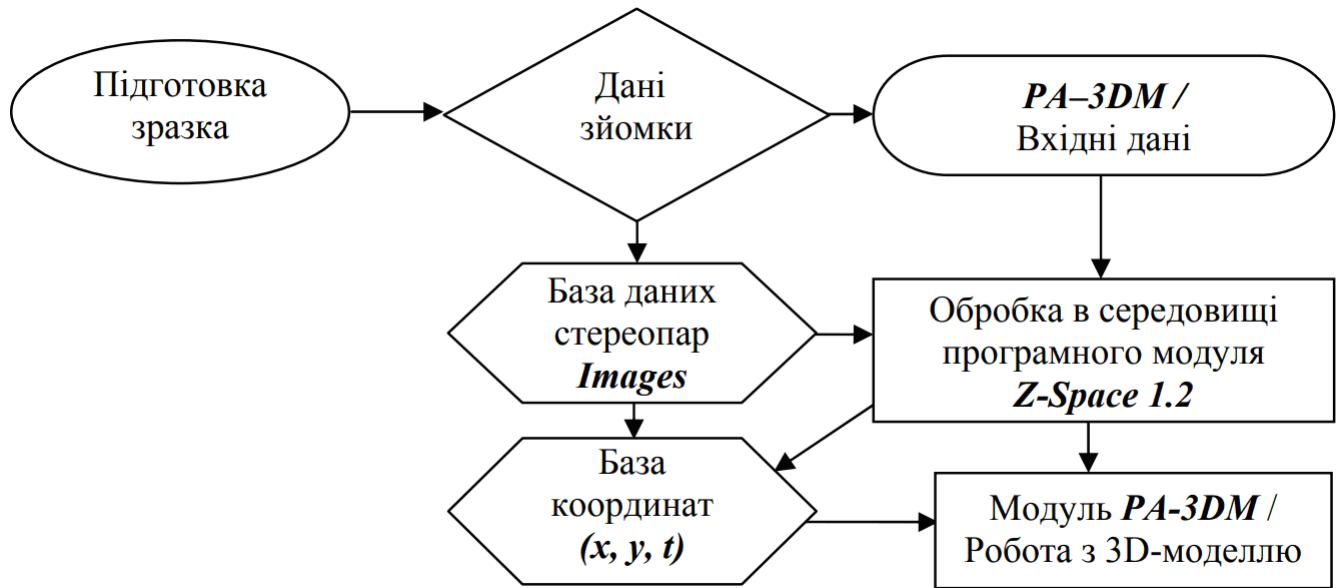 Підготовка
зразка
Дані
зйомки
PA–3DM /
Вхідні дані
База даних
стереопар
Images
Обробка в середовищі
програмного модуля
Z-Space 1.2
База
координат
(x, y, t)
Модуль PA-3DM /
Робота з 3D-моделлю